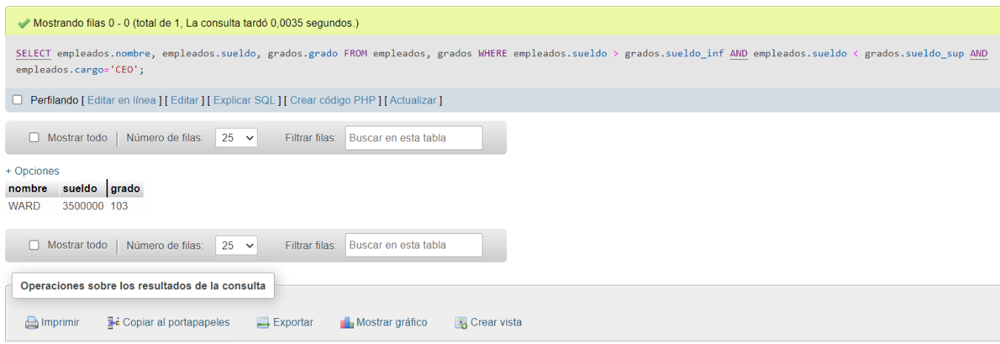 Mostrando filas 0 - 0 (total de 1, La consulta tardó 0,0035 segundos.)
SELECT empleados.nombre, empleados.sueldo, grados.grado FROM empleados, grados WHERE empleados.sueldo > grados.sueldo_inf AND empleados.sueldo < grados.sueldo_sup AND
empleados.cargo='CEO';
Perfilando [ Editar en línea ] [ Editar ] [ Explicar SQL ] [ Crear código PHP ] [ Actualizar ]
Mostrar todo | Número de filas: 25 Filtrar filas: Buscar en esta tabla
+ Opciones
nombre sueldo grado
WARD 3500000 103
Mostrar todo | Número de filas: 25 Filtrar filas: Buscar en esta tabla
Operaciones sobre los resultados de la consulta
Imprimir Copiar al portapapeles Exportar Mostrar gráfico Crear vista